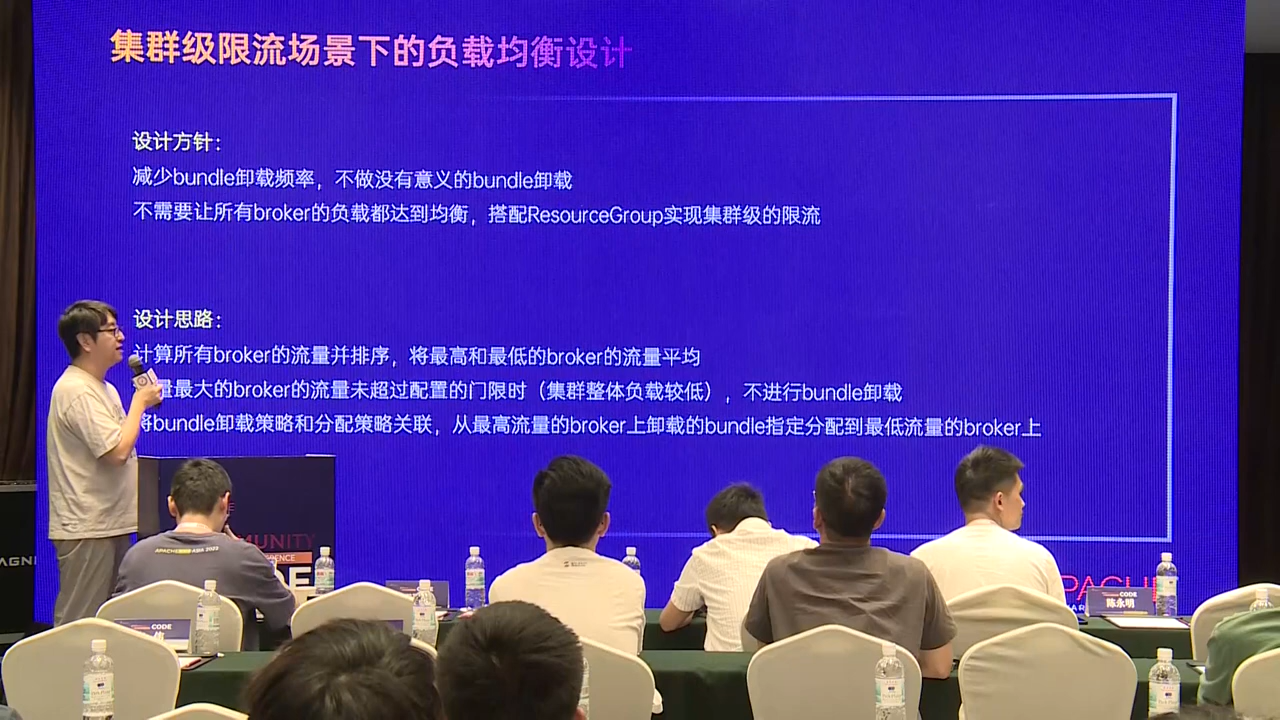 集群级限流场景下的负载均衡设计
设计方针：
减少bundle卸载频率，不做没有意义的bundle卸载
不需要让所有broker的负载都达到均衡，搭配ResourceGroup实现集群级的限流
设计思路：
计算所有broker的流量并排序，将最高和最低的broker的流量平均
量最大的broker的流量未超过配置的门限时（集群整体负载较低），不进行bundle卸载
将bundle卸载策略和分配策略关联，从最高流量的broker上卸载的bundle指定分配到最低流量的broker上
AGNE
MUNITY
APACHE ASIA 2023
CODE
陈永明
CODE
APACHE